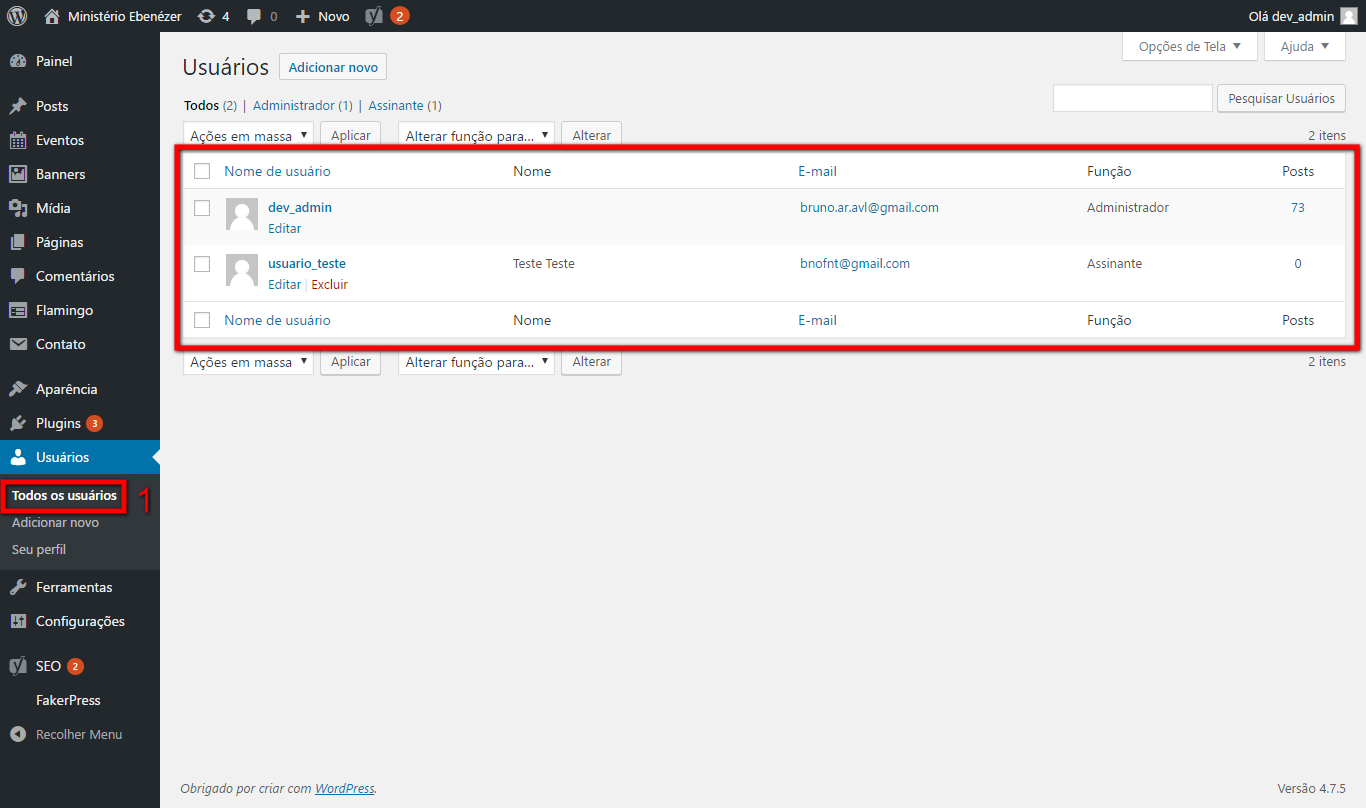 Ministério Ebenézer 4 0 Novo 2 Olá dev_admin
Opções de Tela Ajuda
Painel
Posts
Eventos
Banners
Mídia
Páginas
Comentários
Flamingo
Contato
Aparência
Plugins 3
Usuários
Todos os usuários 1
Adicionar novo
Seu perfil
Ferramentas
Configurações
SEO 2
FakerPress
Recolher Menu
Usuários Adicionar novo
Todos (2) | Administrador (1) | Assinante (1)
Pesquisar Usuários
Ações em massa Aplicar Alterar função para... Alterar 2 itens
Nome de usuário Nome E-mail Função Posts
dev_admin bruno.ar.avl@gmail.com Administrador 73
Editar
usuario_teste Teste Teste bnofnt@gmail.com Assinante 0
Editar | Excluir
Nome de usuário Nome E-mail Função Posts
Ações em massa Aplicar Alterar função para... Alterar 2 itens
Obrigado por criar com WordPress. Versão 4.7.5